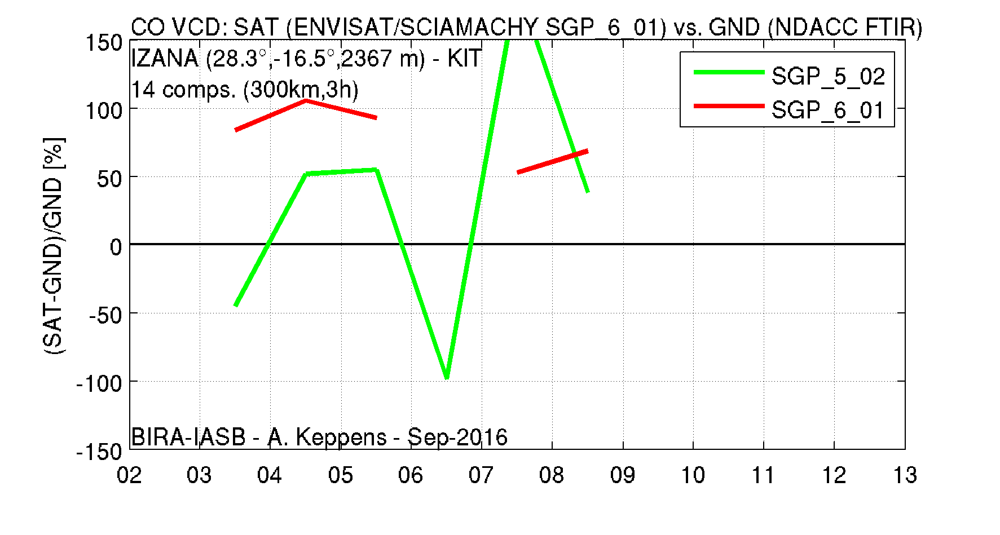 CO VCD: SAT (ENVISAT/SCIAMACHY SGP_6_01) vs. GND (NDACC FTIR)
IZANA (28.3°,-16.5°,2367 m) - KIT
14 comps. (300km,3h)
SGP_5_02
SGP_6_01
(SAT-GND)/GND [%]
150
100
50
0
-50
-100
-150
BIRA-IASB - A. Keppens - Sep-2016
02 03 04 05 06 07 08 09 10 11 12 13